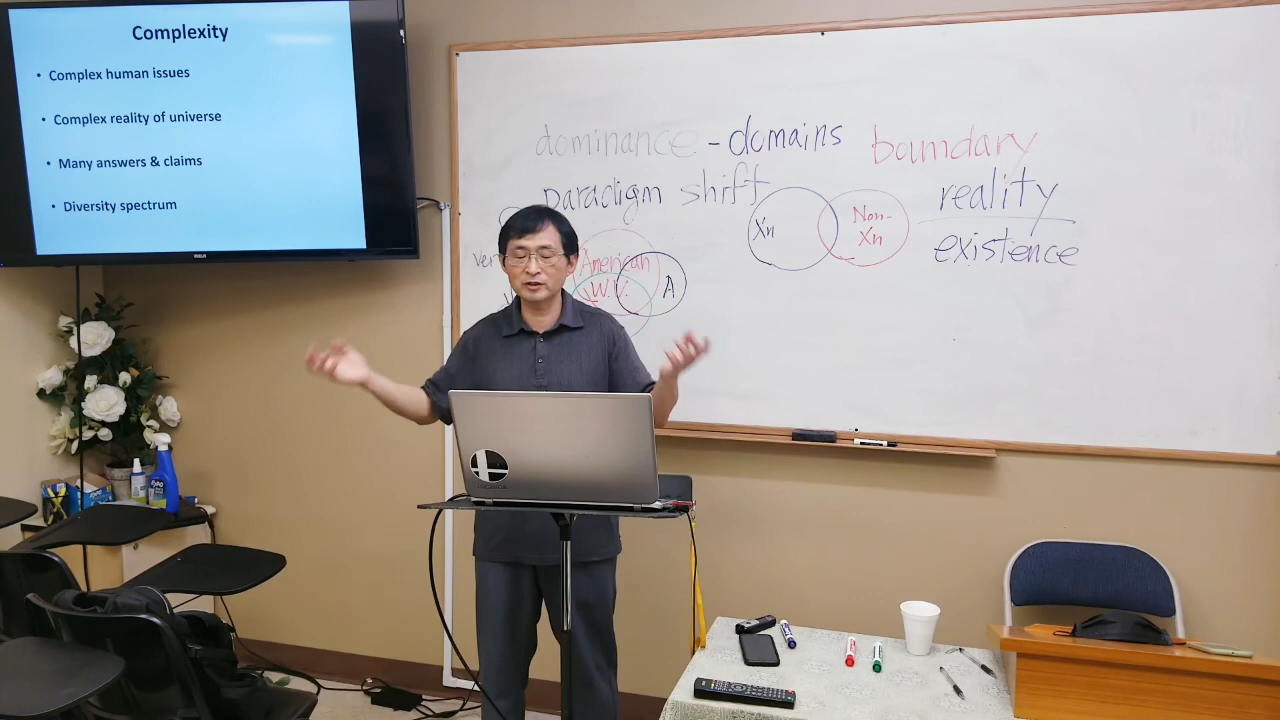 Complexity
• Complex human issues
• Complex reality of universe
• Many answers & claims
• Diversity spectrum
RCA
dominance - domains boundary
paradigm shift
Xn
Non-
Xn
reality
existence
American
W.V.
A